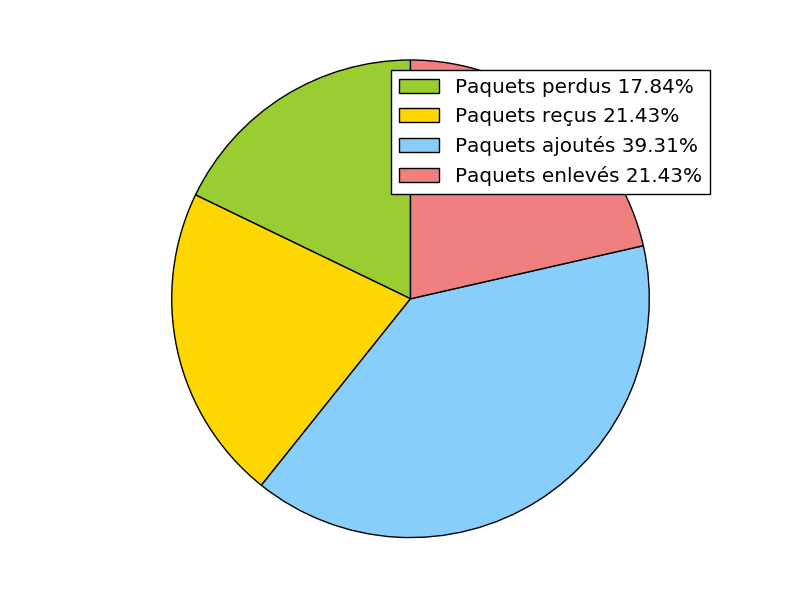 Paquets perdus 17.84%
Paquets reçus 21.43%
Paquets ajoutés 39.31%
Paquets enlevés 21.43%